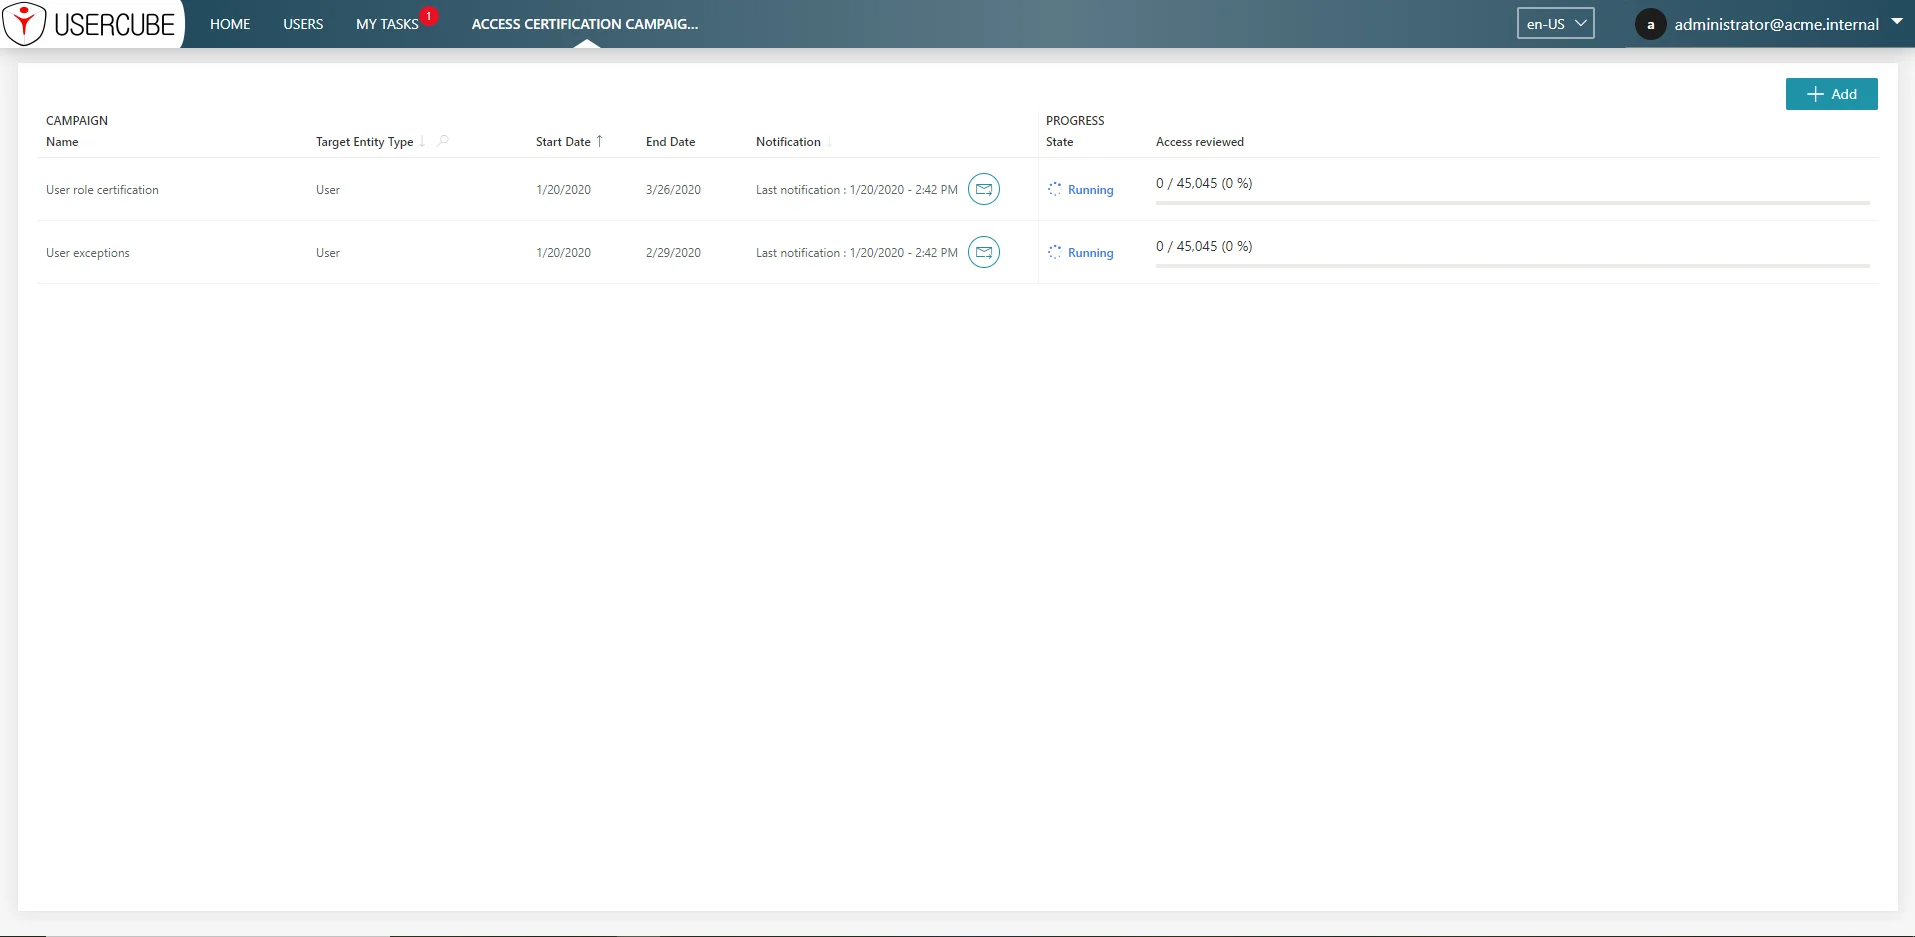 USERCUBE HOME USERS MY TASKS 1 ACCESS CERTIFICATION CAMPAIG... en-US a administrator@acme.internal
Add
CAMPAIGN PROGRESS
Name Target Entity Type Start Date End Date Notification State Access reviewed
User role certification User 1/20/2020 3/26/2020 Last notification : 1/20/2020 - 2:42 PM Running 0 / 45,045 (0 %)
User exceptions User 1/20/2020 2/29/2020 Last notification : 1/20/2020 - 2:42 PM Running 0 / 45,045 (0 %)